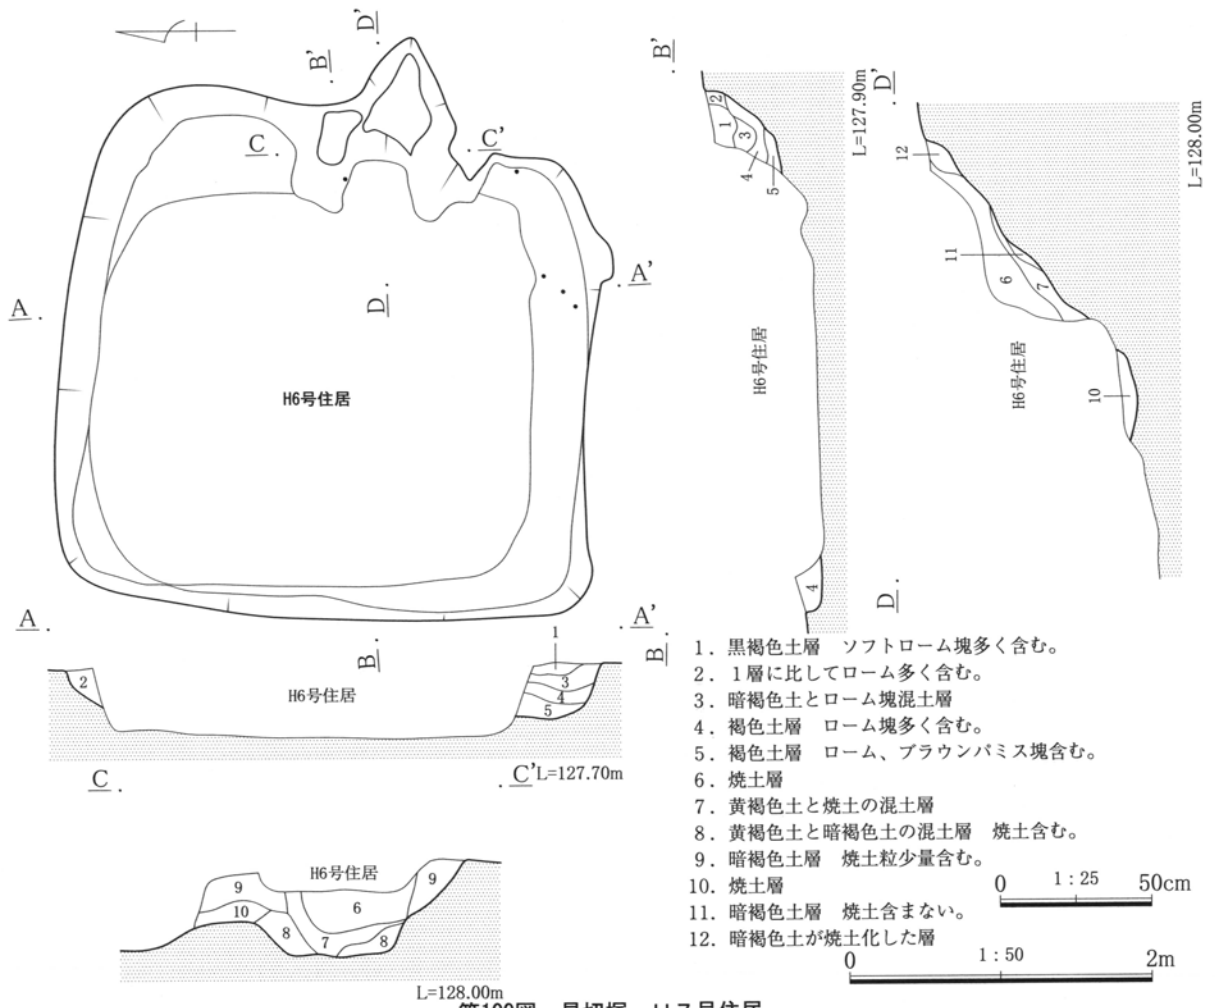 D'
B'
C
C'
A
A'
D
H6号住居
A
A'
B
1
2
H6号住居
3
4
5
C
C' L=127.70m
H6号住居
9
9
10
6
8
7
8
L=128.00m
B'
2
1
3
4
5
L=127.90m
H6号住居
4
B
D'
12
L=128.00m
11
6
7
H6号住居
10
D
1．黒褐色土層　ソフトローム塊多く含む。
2．１層に比してローム多く含む。
3．暗褐色土とローム塊混土層
4．褐色土層　ローム塊多く含む。
5．褐色土層　ローム、ブラウンパミス塊含む。
6．焼土層
7．黄褐色土と焼土の混土層
8．黄褐色土と暗褐色土の混土層　焼土含む。
9．暗褐色土層　焼土粒少量含む。
10．焼土層
11．暗褐色土層　焼土含まない。
12．暗褐色土が焼土化した層
0 1：25 50cm
0 1：50 2m